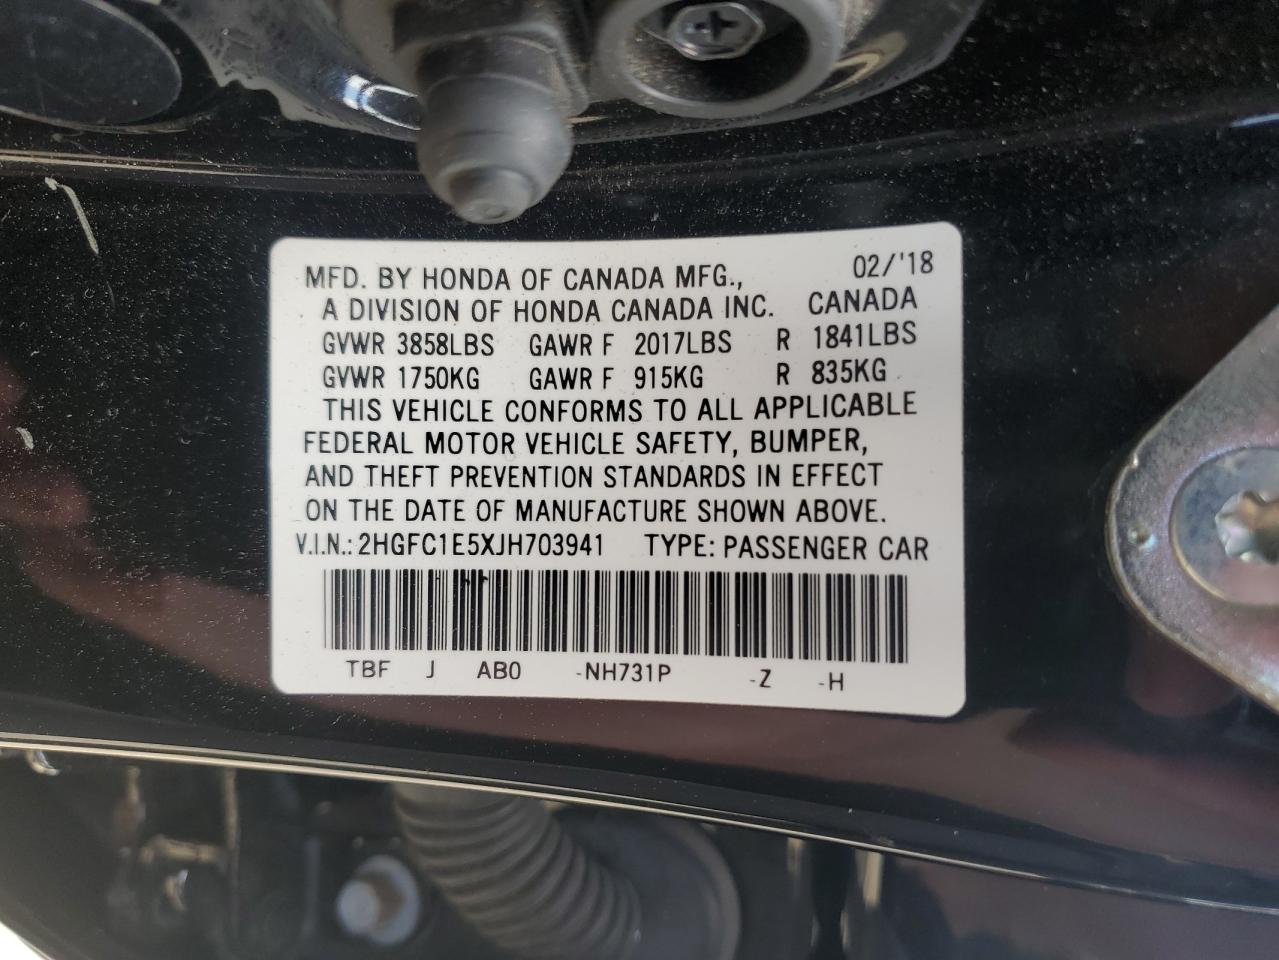 MFD. BY HONDA OF CANADA MFG., 02/'18
A DIVISION OF HONDA CANADA INC. CANADA
GVWR 3858LBS GAWR F 2017LBS R 1841LBS
GVWR 1750KG GAWR F 915KG R 835KG
THIS VEHICLE CONFORMS TO ALL APPLICABLE
FEDERAL MOTOR VEHICLE SAFETY, BUMPER,
AND THEFT PREVENTION STANDARDS IN EFFECT
ON THE DATE OF MANUFACTURE SHOWN ABOVE.
V.I.N.: 2HGFC1E5XJH703941 TYPE: PASSENGER CAR
TBF J AB0 -NH731P -Z -H